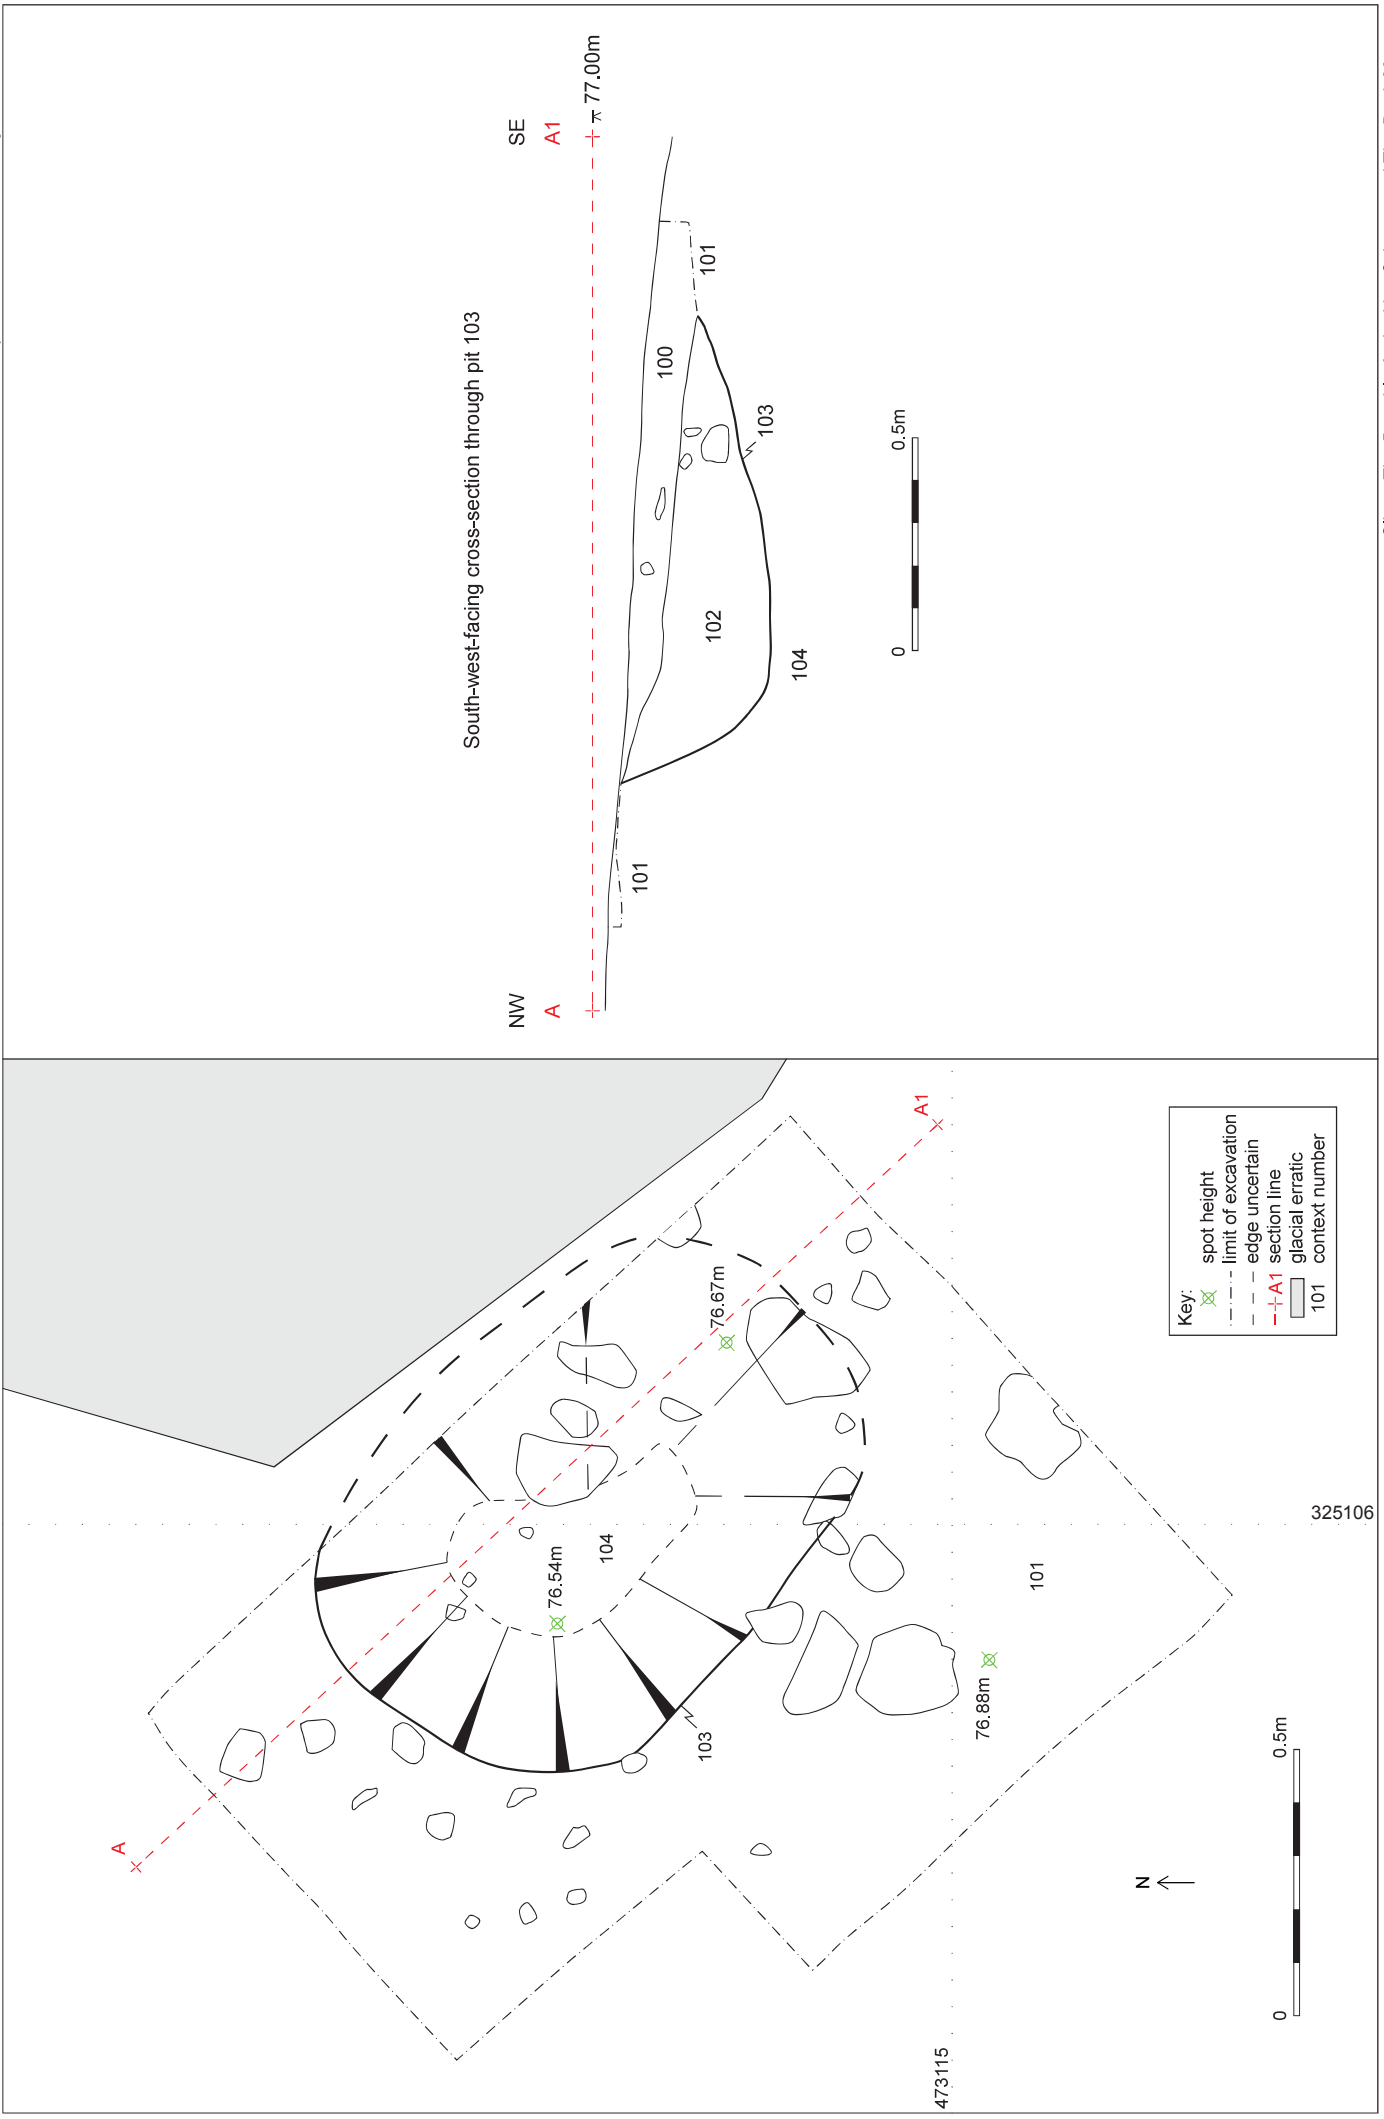 South-west-facing cross-section through pit 103
NW
SE
A
A1
77.00m
101
100
101
102
103
104
0
0.5m
A
A1
76.67m
76.54m
104
103
101
76.88m
N
0
0.5m
473115
325106
Key:
spot height
limit of excavation
edge uncertain
A1 section line
glacial erratic
101 context number